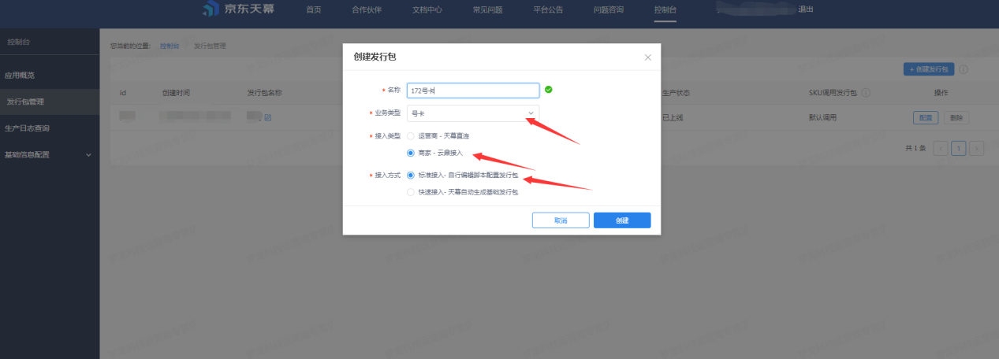 京东天幕
首页
合作伙伴
文档中心
常见问题
平台公告
问题咨询
控制台
退出
控制台
应用概览
发行包管理
生产日志查询
基础信息配置
您当前的位置: 控制台 / 发行包管理
+ 创建发行包
id
创建时间
发行包名称
生产状态
SKU调用发行包
操作
已上线
默认调用
配置
删除
共 1 条
1
创建发行包
* 名称 172号卡
* 业务类型 号卡
* 接入类型 运营商 - 天幕直连
商家 - 云鼎接入
* 接入方式 标准接入- 自行编辑脚本配置发行包
快速接入- 天幕自动生成基础发行包
取消
创建